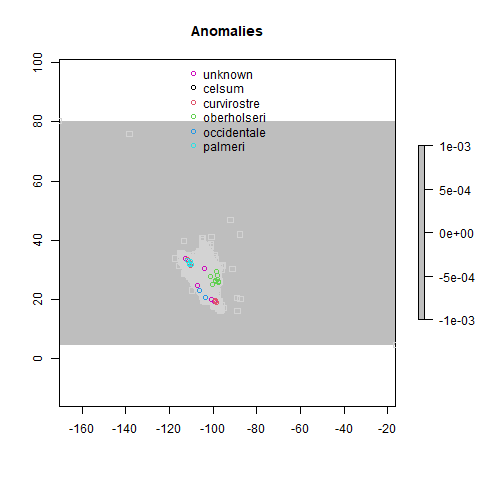 Anomalies
unknown
celsum
curvirostre
oberholseri
occidentale
palmeri
100
80
60
40
20
0
-160
-140
-120
-100
-80
-60
-40
-20
1e-03
5e-04
0e+00
-5e-04
-1e-03